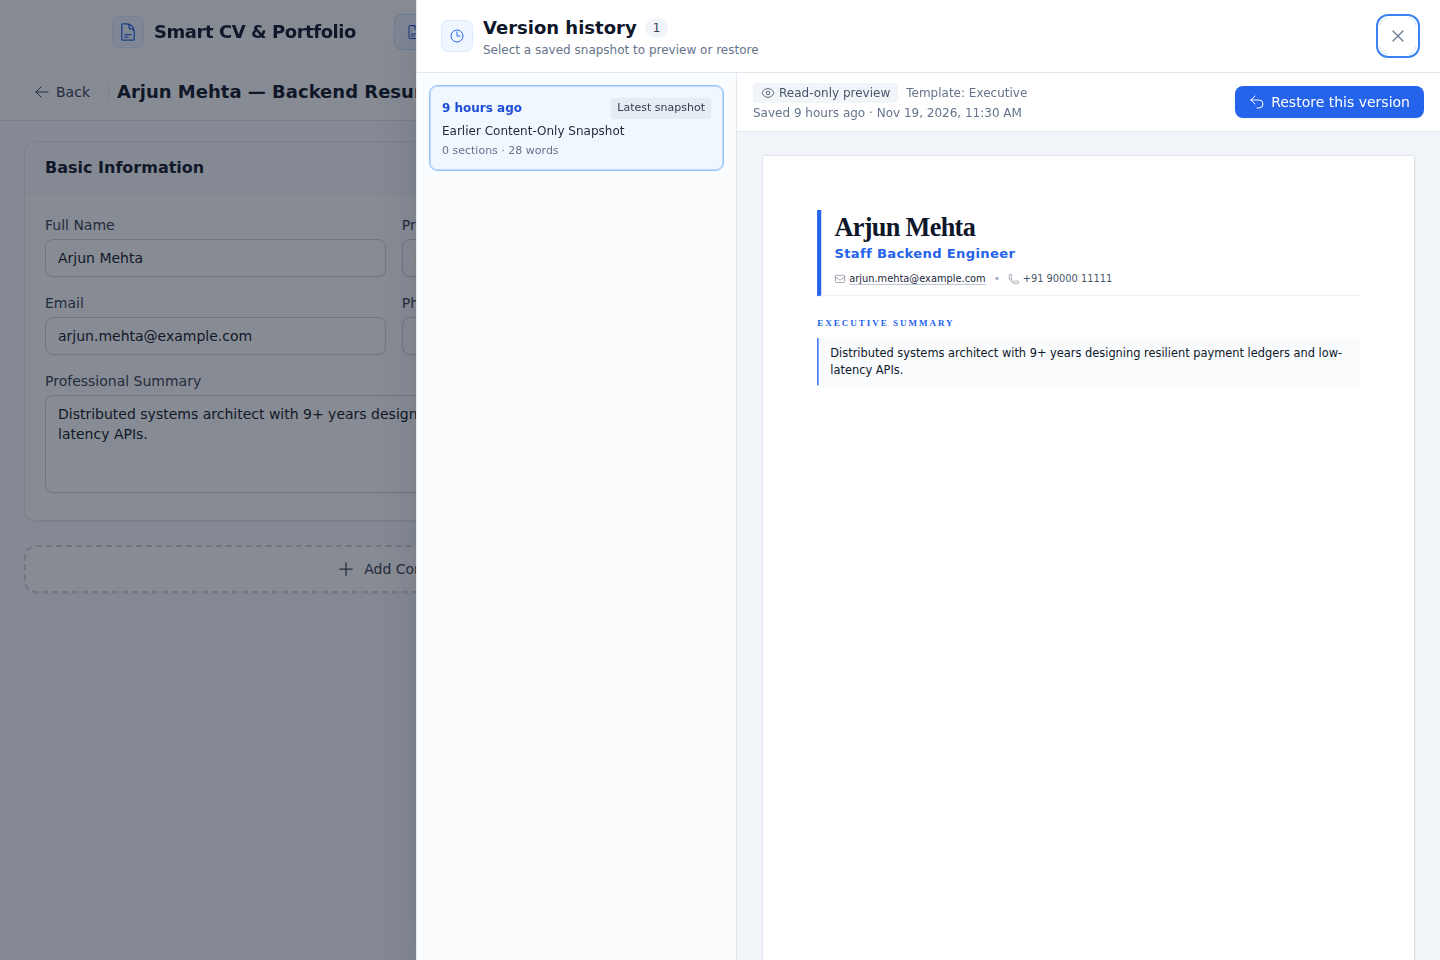 Smart CV & Portfolio
Back
Arjun Mehta — Backend Resu
Basic Information
Full Name
Pr
Arjun Mehta
Email
Ph
arjun.mehta@example.com
Professional Summary
Distributed systems architect with 9+ years design
latency APIs.
Add Co
Version history 1
Select a saved snapshot to preview or restore
9 hours ago
Latest snapshot
Earlier Content-Only Snapshot
0 sections · 28 words
Read-only preview
Template: Executive
Saved 9 hours ago · Nov 19, 2026, 11:30 AM
Restore this version
Arjun Mehta
Staff Backend Engineer
arjun.mehta@example.com • +91 90000 11111
EXECUTIVE SUMMARY
Distributed systems architect with 9+ years designing resilient payment ledgers and low-
latency APIs.